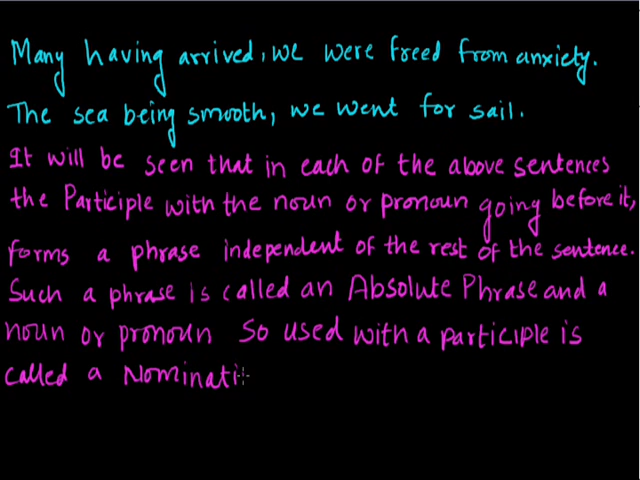 Many having arrived, we were freed from anxiety.
The sea being smooth, we went for sail.
It will be seen that in each of the above sentences
the Participle with the noun or pronoun going before it,
forms a phrase independent of the rest of the sentence.
Such a phrase is called an Absolute Phrase and a
noun or pronoun So used with a participle is
called a Nominati